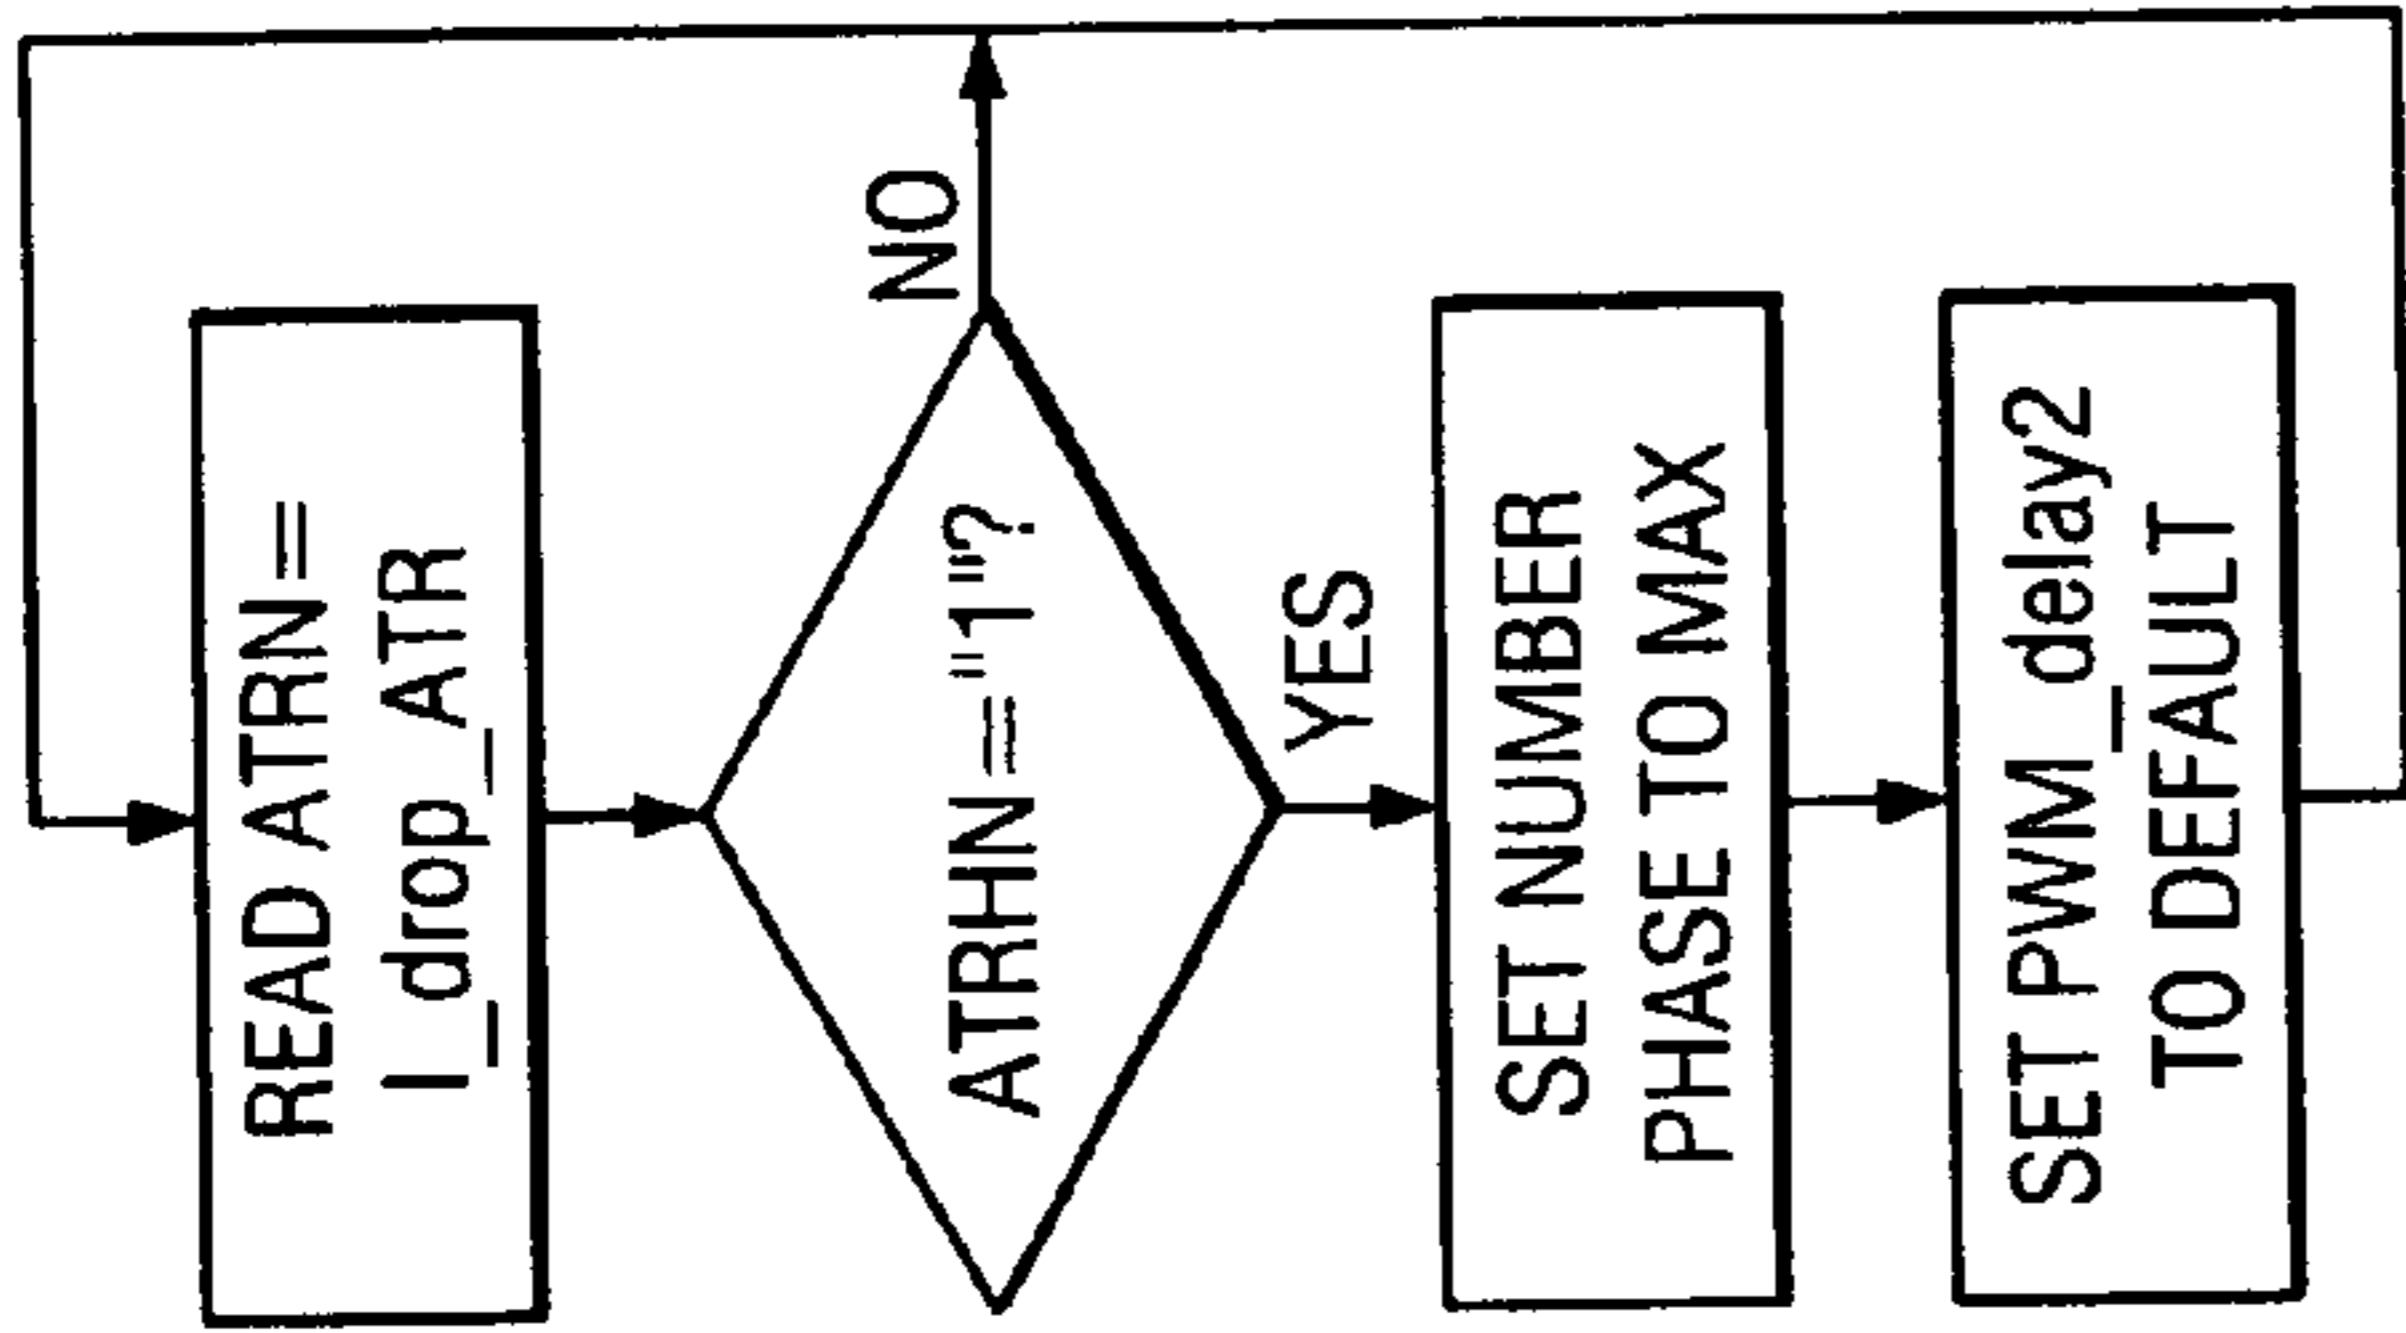 READ ATRN=
I_drop_ATR
ATRHN="1"?
NO
YES
SET NUMBER
PHASE TO MAX
SET PWM_delay2
TO DEFAULT